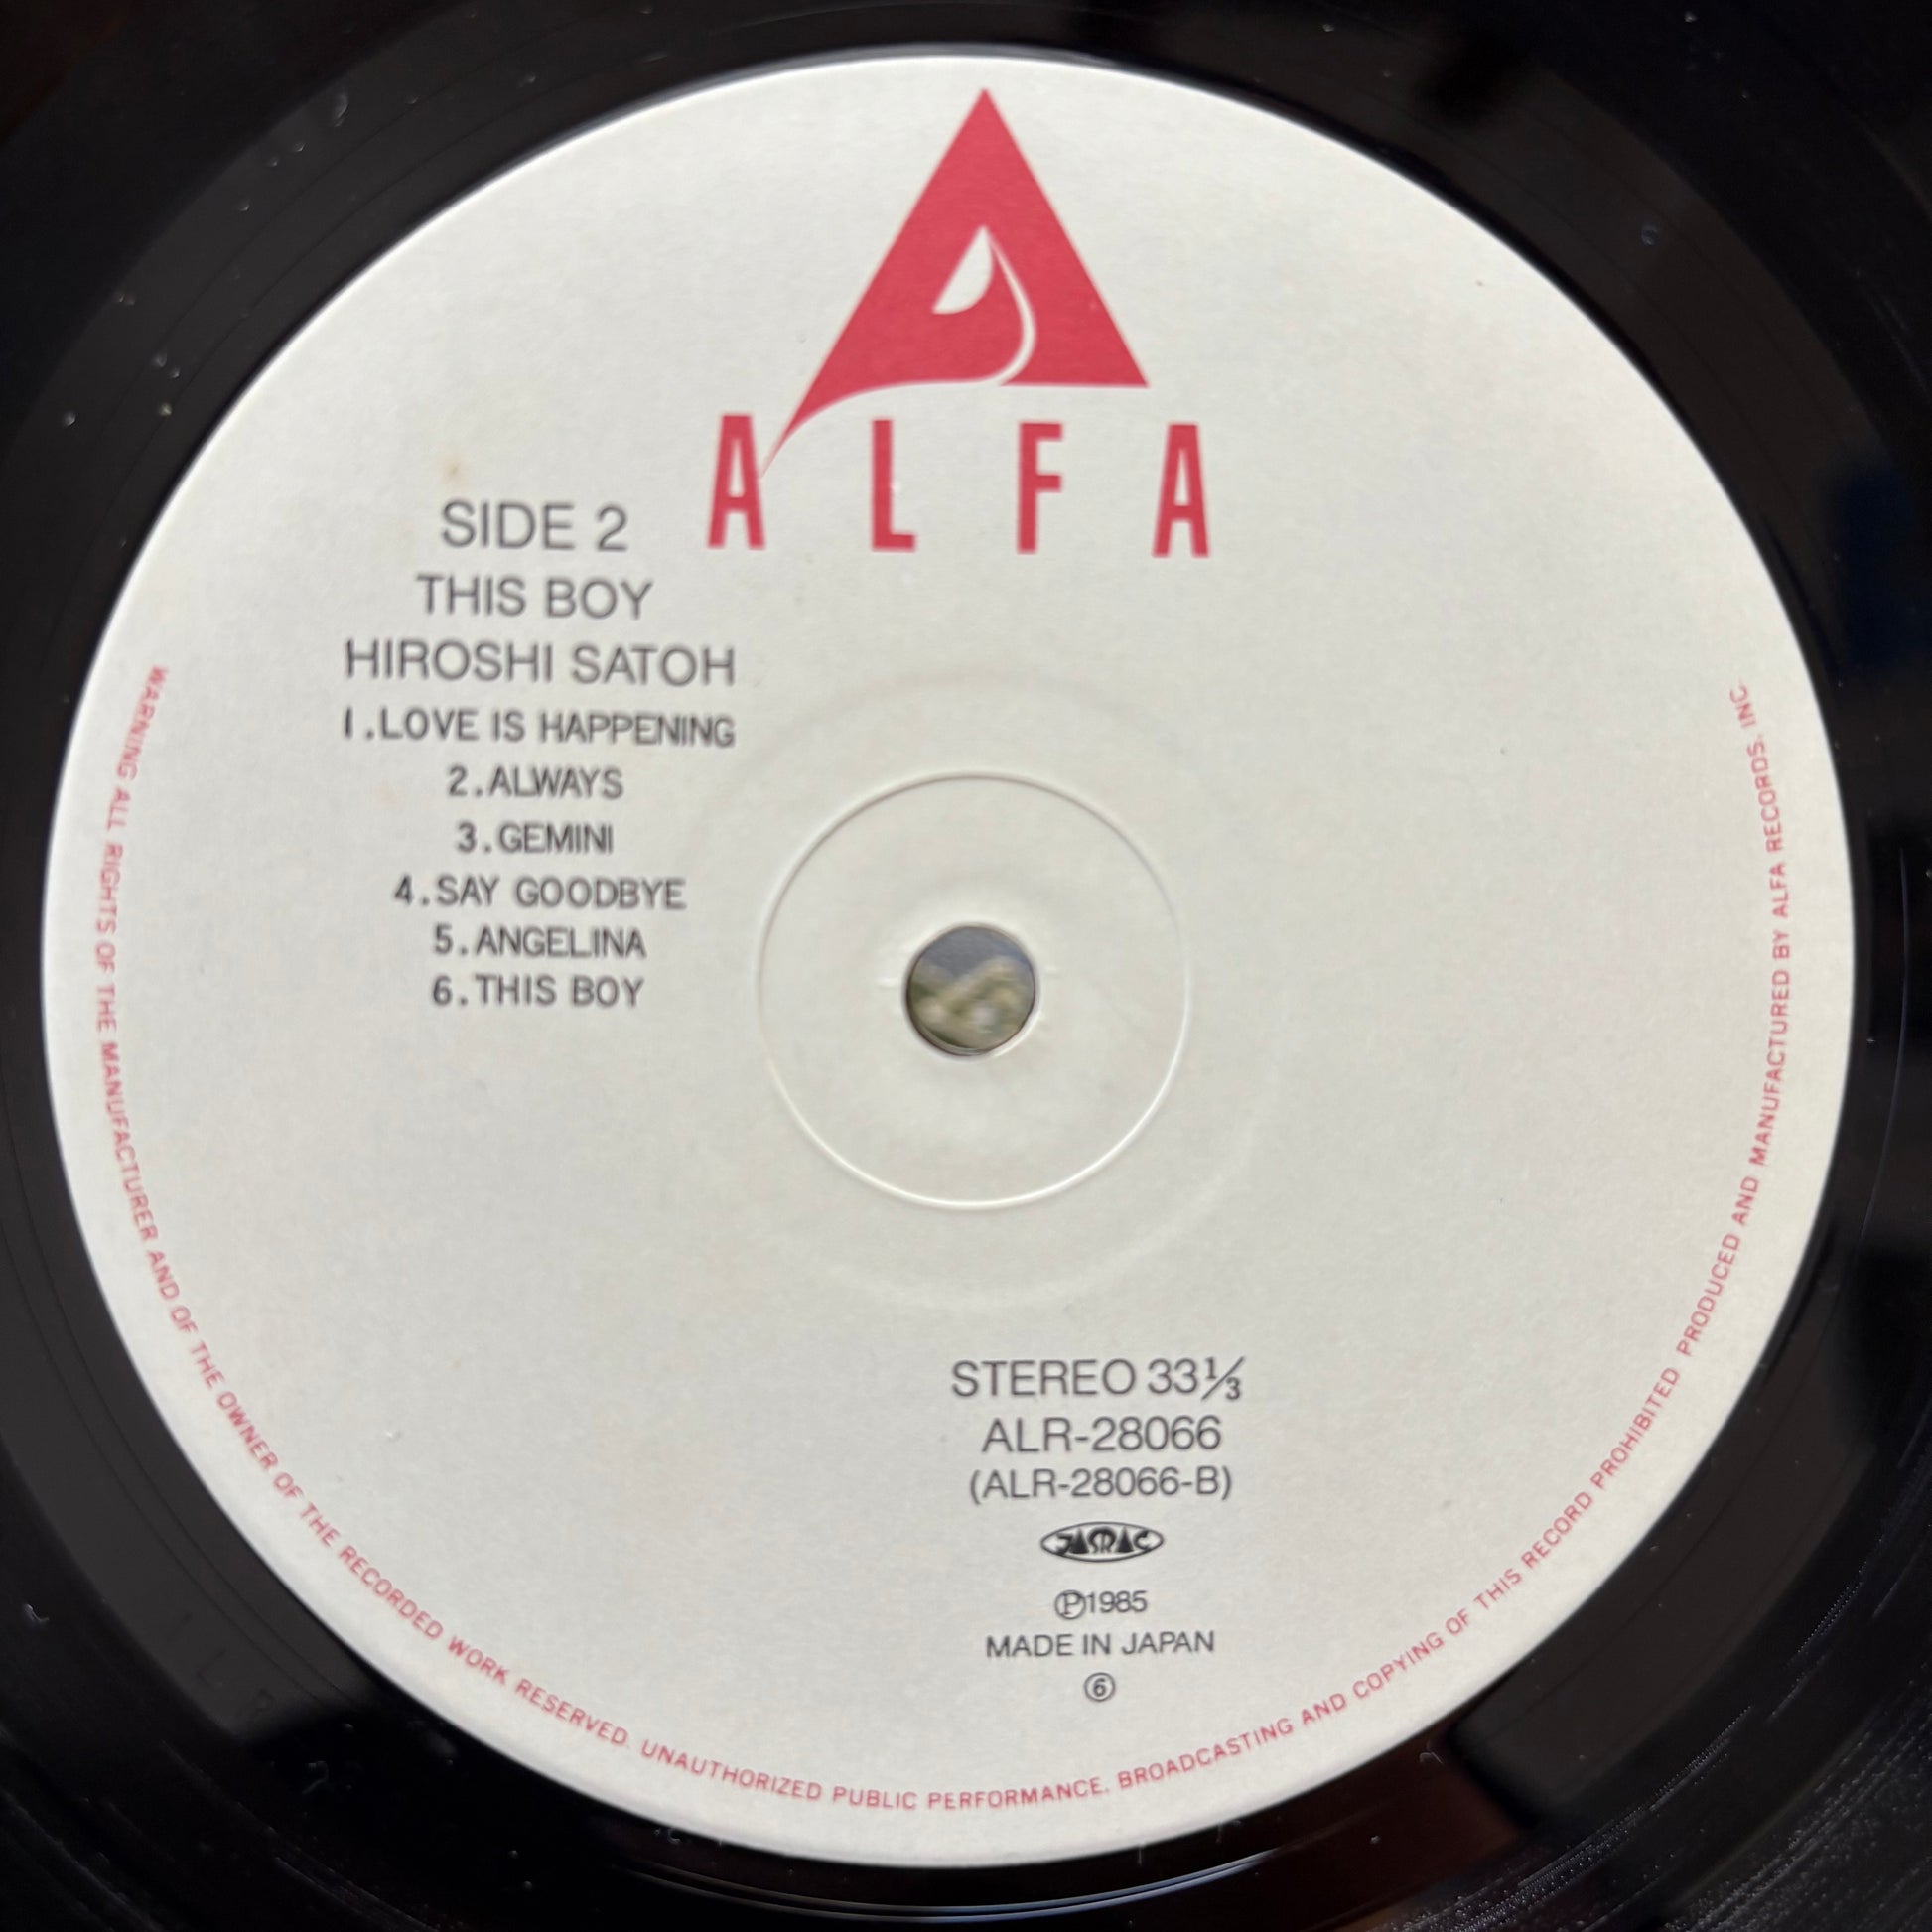 ALFA
SIDE 2
THIS BOY
HIROSHI SATOH
1.LOVE IS HAPPENING
2.ALWAYS
3.GEMINI
4.SAY GOODBYE
5.ANGELINA
6.THIS BOY
STEREO 33⅓
ALR-28066
(ALR-28066-B)
JASRAC
Ⓟ1985
MADE IN JAPAN
⑥
WARNING ALL RIGHTS OF THE MANUFACTURER AND OF THE OWNER OF THE RECORDED WORK RESERVED. UNAUTHORIZED PUBLIC PERFORMANCE, BROADCASTING AND COPYING OF THIS RECORD PROHIBITED PRODUCED AND MANUFACTURED BY ALFA RECORDS, INC.